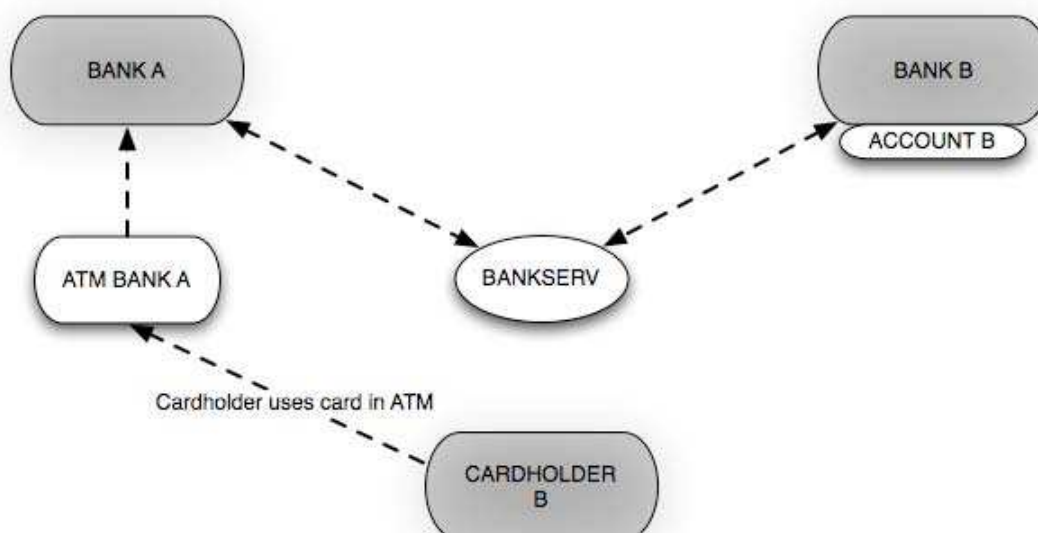 BANK A
BANK B
ACCOUNT B
ATM BANK A
BANKSERV
Cardholder uses card in ATM
CARDHOLDER
B